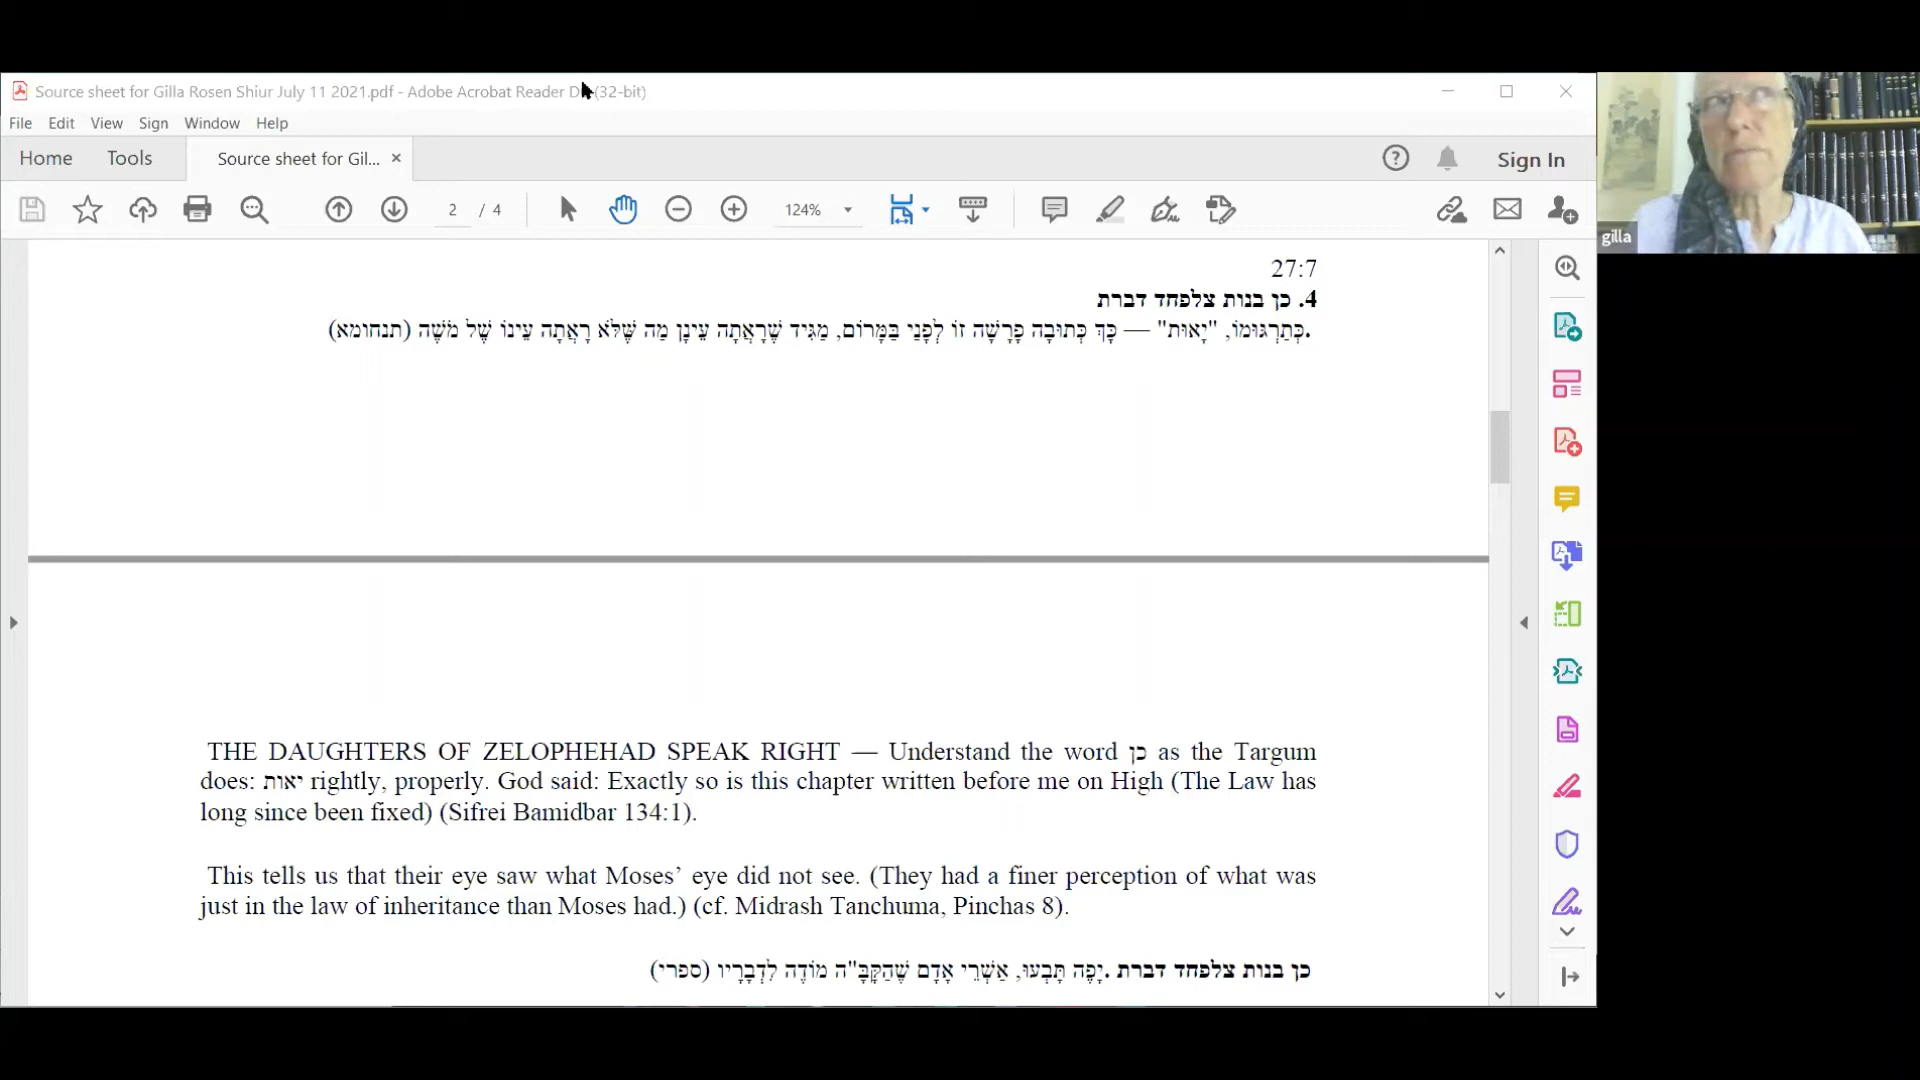 Source sheet for Gilla Rosen Shiur July 11 2021.pdf - Adobe Acrobat Reader D (32-bit)
File Edit View Sign Window Help
Home Tools Source sheet for Gil... × Sign In
2 / 4 124%
gilla
27:7
4. כן בנות צלפחד דברת
.כְּתַרְגּוּמוֹ, "יָאוּת" — כָּךְ כְּתוּבָה פָּרָשָׁה זוֹ לְפָנַי בַּמָּרוֹם, מַגִּיד שֶׁרָאֲתָה עֵינָן מַה שֶּׁלֹּא רָאֲתָה עֵינוֹ שֶׁל מֹשֶׁה (תנחומא)
THE DAUGHTERS OF ZELOPHEHAD SPEAK RIGHT — Understand the word כן as the Targum
does: יאות rightly, properly. God said: Exactly so is this chapter written before me on High (The Law has
long since been fixed) (Sifrei Bamidbar 134:1).
This tells us that their eye saw what Moses’ eye did not see. (They had a finer perception of what was
just in the law of inheritance than Moses had.) (cf. Midrash Tanchuma, Pinchas 8).
כן בנות צלפחד דברת .יָפֶה תָּבְעוּ, אַשְׁרֵי אָדָם שֶׁהַקָּבָּ"ה מוֹדֶה לִדְבָרָיו (ספרי)